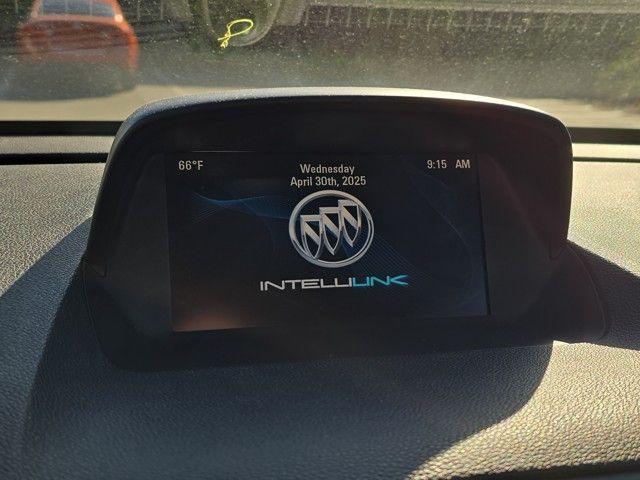 66°F
Wednesday
9:15 AM
April 30th, 2025
INTELLILINK